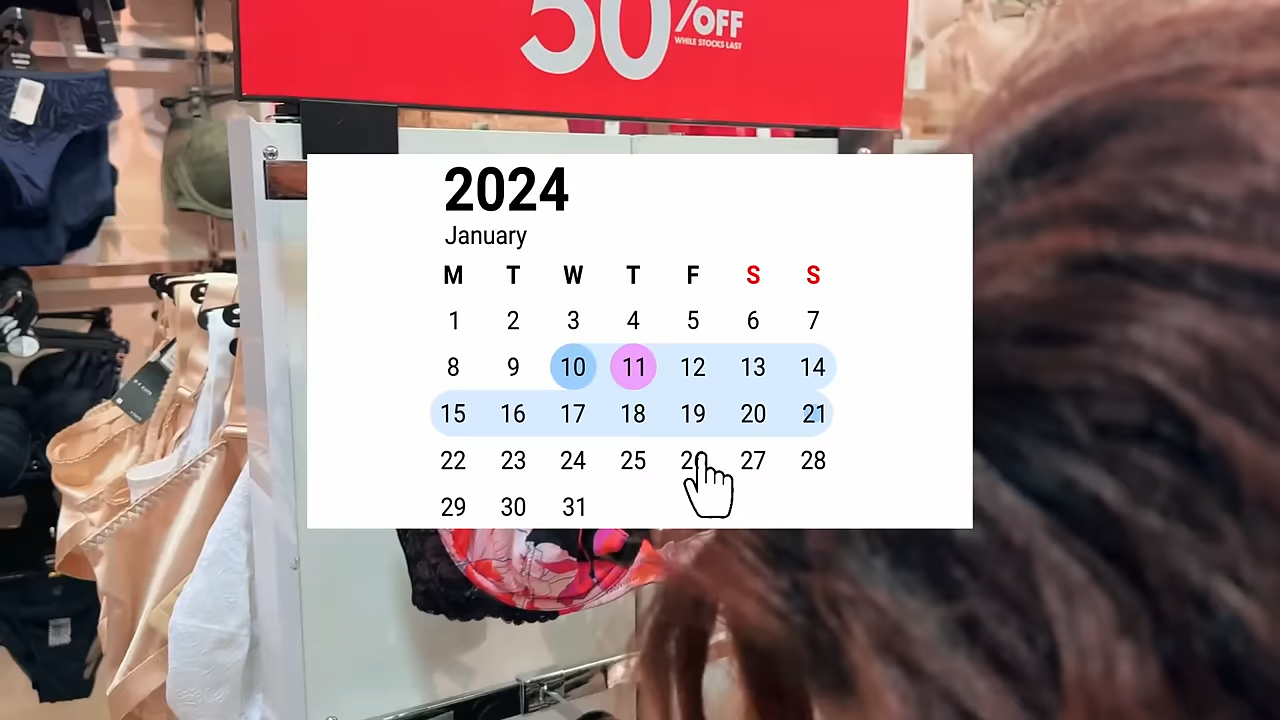 50% OFF
WHILE STOCKS LAST
2024
January
M T W T F S S
1 2 3 4 5 6 7
8 9 10 11 12 13 14
15 16 17 18 19 20 21
22 23 24 25 26 27 28
29 30 31